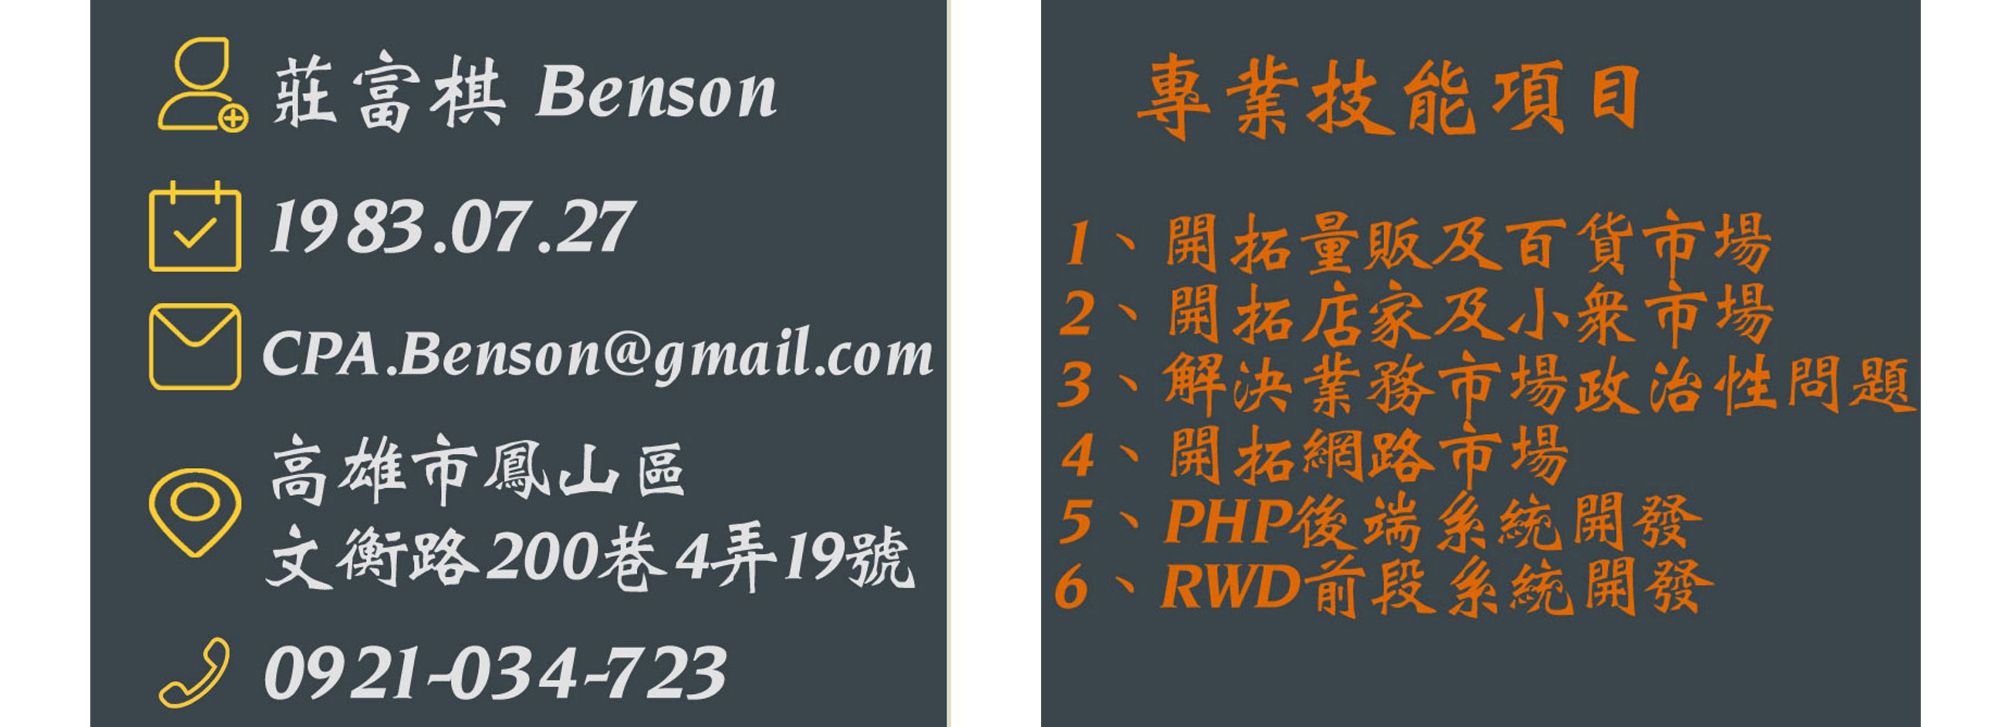 莊富棋 Benson
1983.07.27
CPA.Benson@gmail.com
高雄市鳳山區
文衡路200巷4弄19號
0921-034-723
專業技能項目
1、開拓量販及百貨市場
2、開拓店家及小眾市場
3、解決業務市場政治性問題
4、開拓網路市場
5、PHP後端系統開發
6、RWD前段系統開發